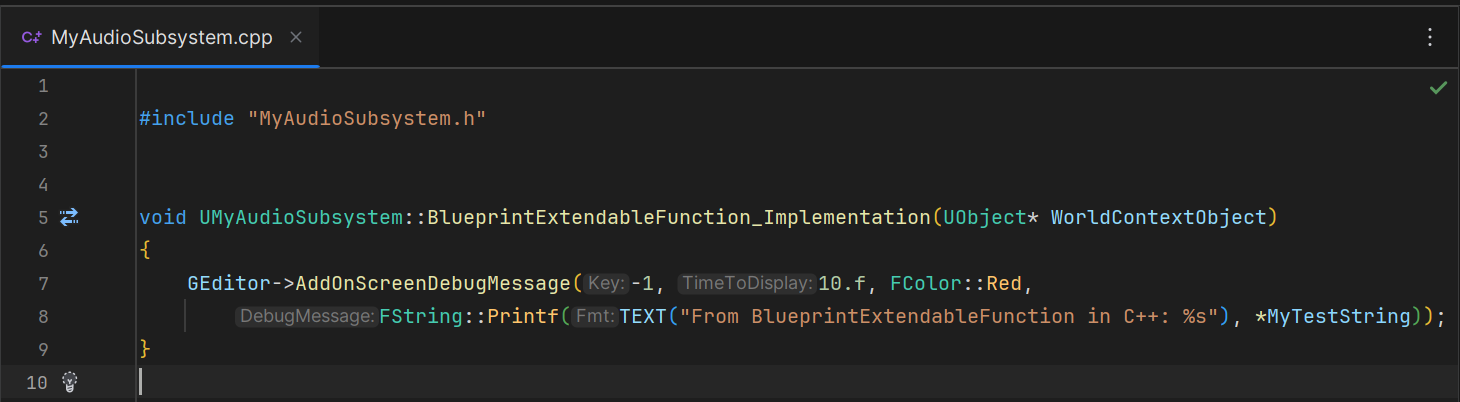 C++ MyAudioSubsystem.cpp ×
1
2 #include "MyAudioSubsystem.h"
3
4
5 void UMyAudioSubsystem::BlueprintExtendableFunction_Implementation(UObject* WorldContextObject)
6 {
7 GEditor->AddOnScreenDebugMessage(Key:-1, TimeToDisplay:10.f, FColor::Red,
8 DebugMessage:FString::Printf(Fmt:TEXT("From BlueprintExtendableFunction in C++: %s"), *MyTestString));
9 }
10